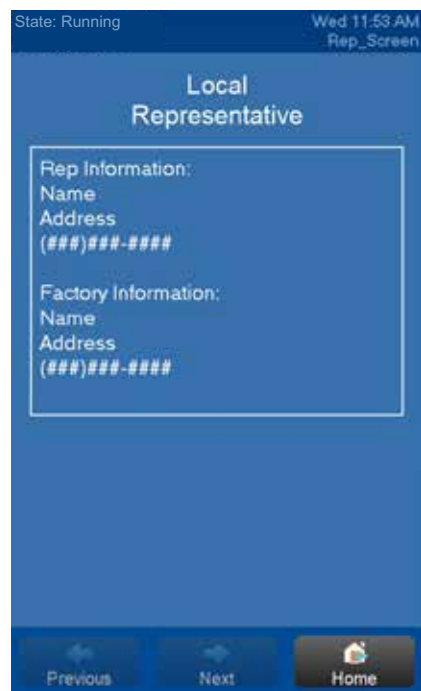 State: Running
Wed 11:53 AM
Rep_Screen
Local
Representative
Rep Information:
Name
Address
(###)###-####
Factory Information:
Name
Address
(###)###-####
Previous
Next
Home